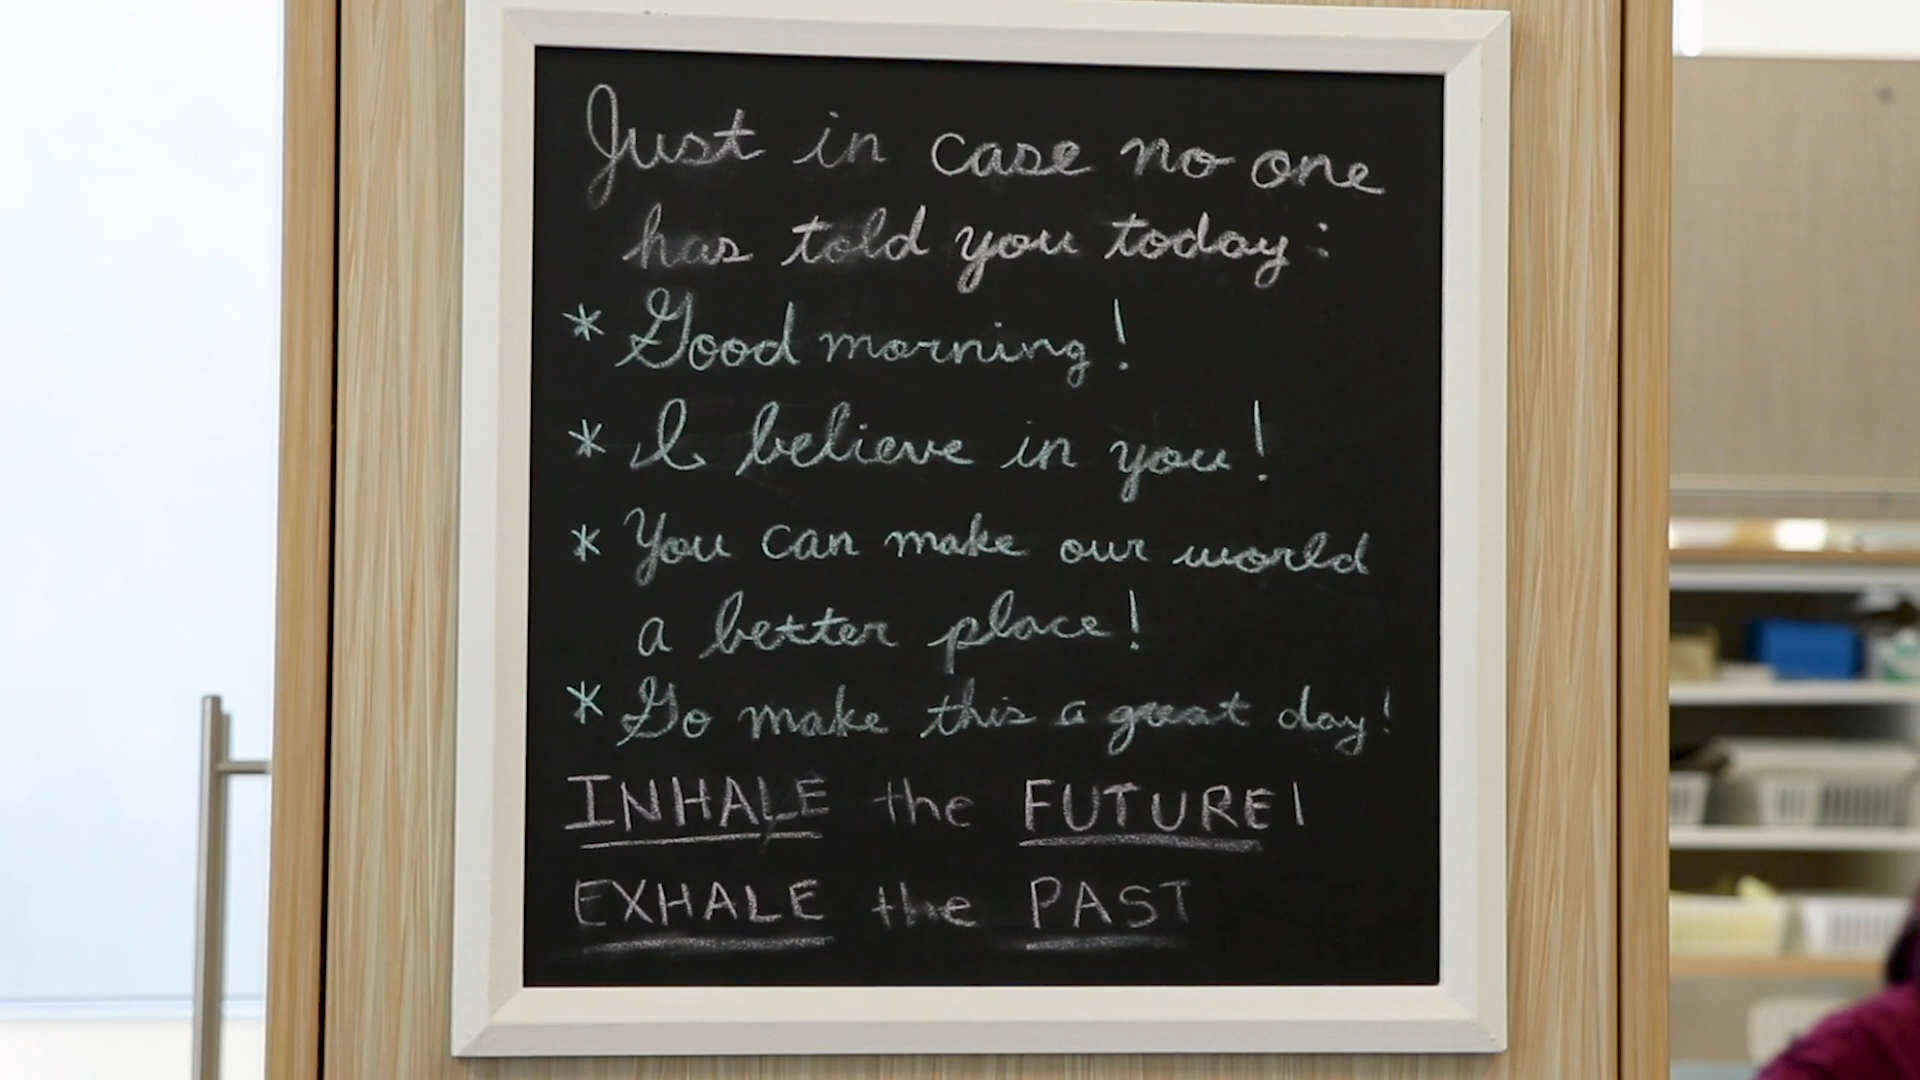 Just in case no one
has told you today:
* Good morning!
* I believe in you!
* You can make our world
a better place!
* Go make this a great day!
INHALE the FUTURE!
EXHALE the PAST